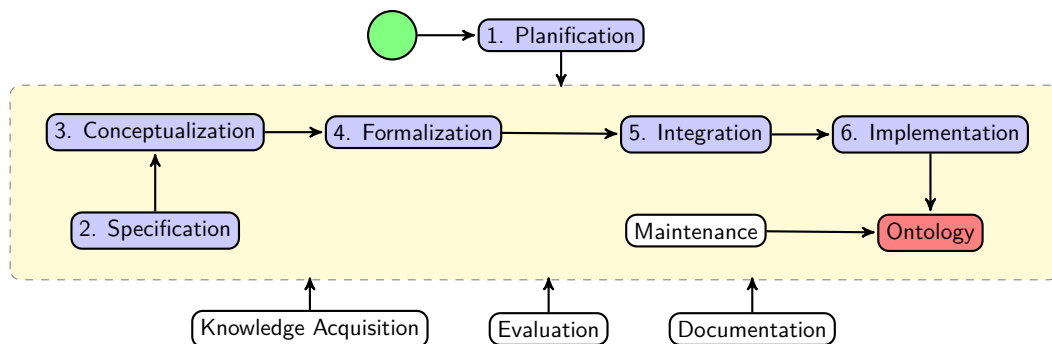 1. Planification
3. Conceptualization
4. Formalization
5. Integration
6. Implementation
2. Specification
Maintenance
Ontology
Knowledge Acquisition
Evaluation
Documentation